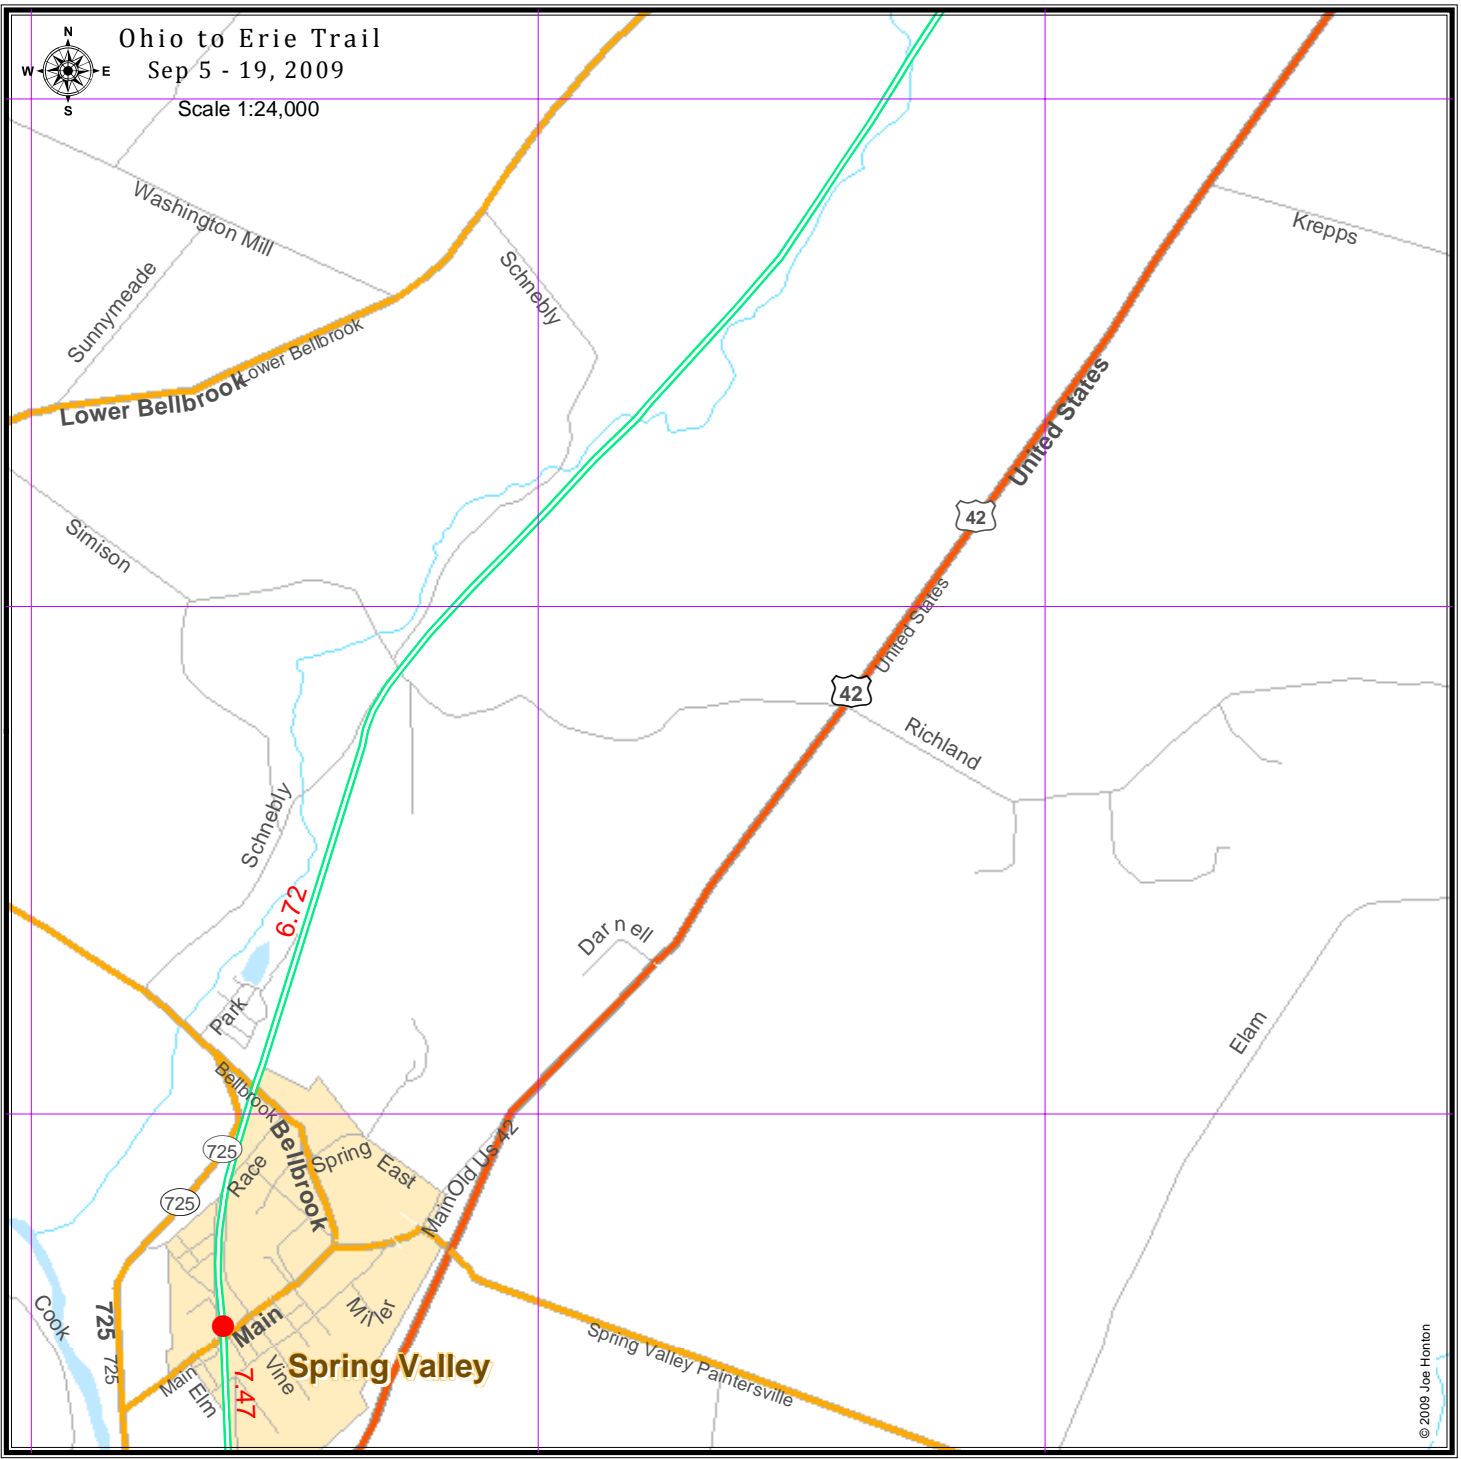 N
W E
S
Ohio to Erie Trail
Sep 5 - 19, 2009
Scale 1:24,000
Washington Mill
Krepps
Schnebly
Sunnymeade
Lower Bellbrook
Lower Bellbrook
United States
42
Simison
United States
42
Richland
Schnebly
6.72
Darnell
Park
Elam
Bellbrook
Bellbrook
725
Spring
East
Old Us 42
Race
725
Main
Cook
725
Miller
Main
Spring Valley Paintersville
725
Vine
Spring Valley
Main
Elm
7.47
© 2009 Joe Honton